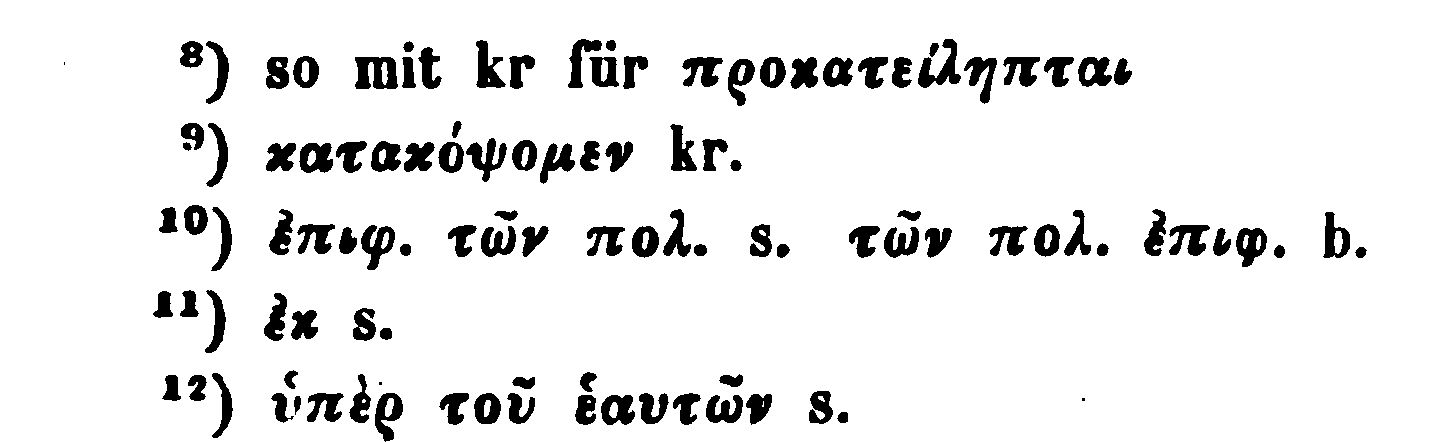 ⁸) so mit kr für προκατείληπται
⁹) κατακόψομεν kr.
¹⁰) ἐπιφ. τῶν πολ. s. τῶν πολ. ἐπιφ. b.
¹¹) ἐκ s.
¹²) ὑπὲρ τοῦ ἑαυτῶν s.